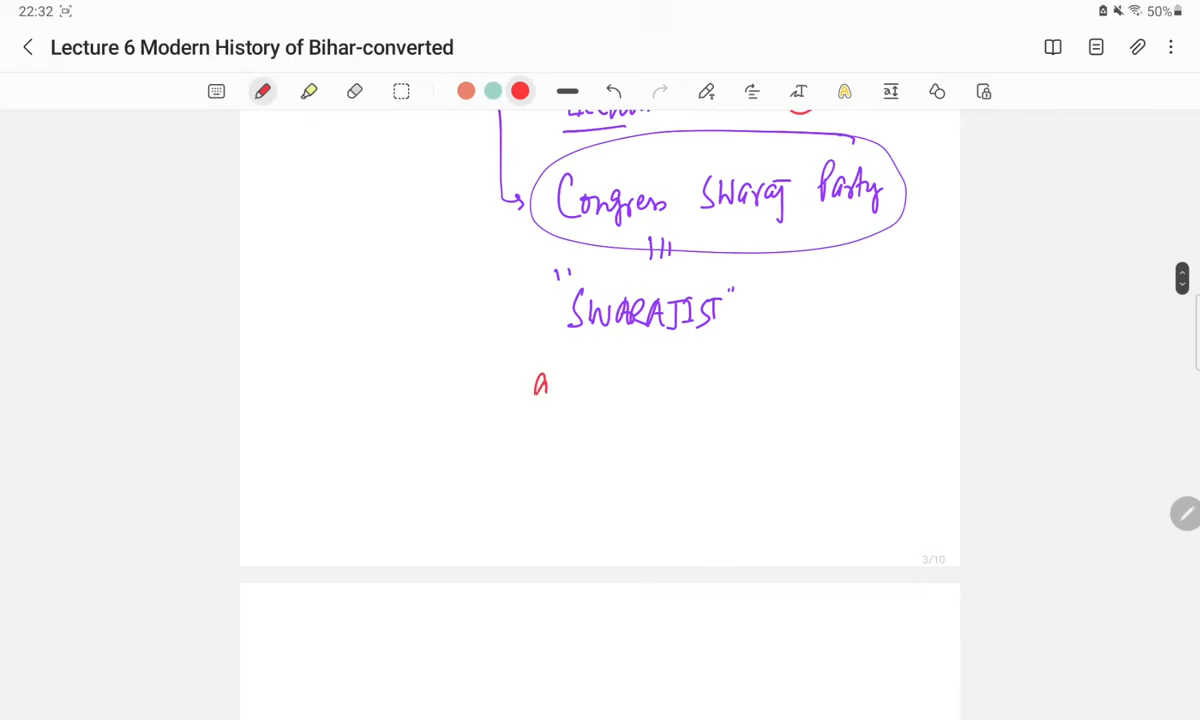 22:32
50%
Lecture 6 Modern History of Bihar-converted
Congress Swaraj Party
"SWARAJIST"
a
3/10